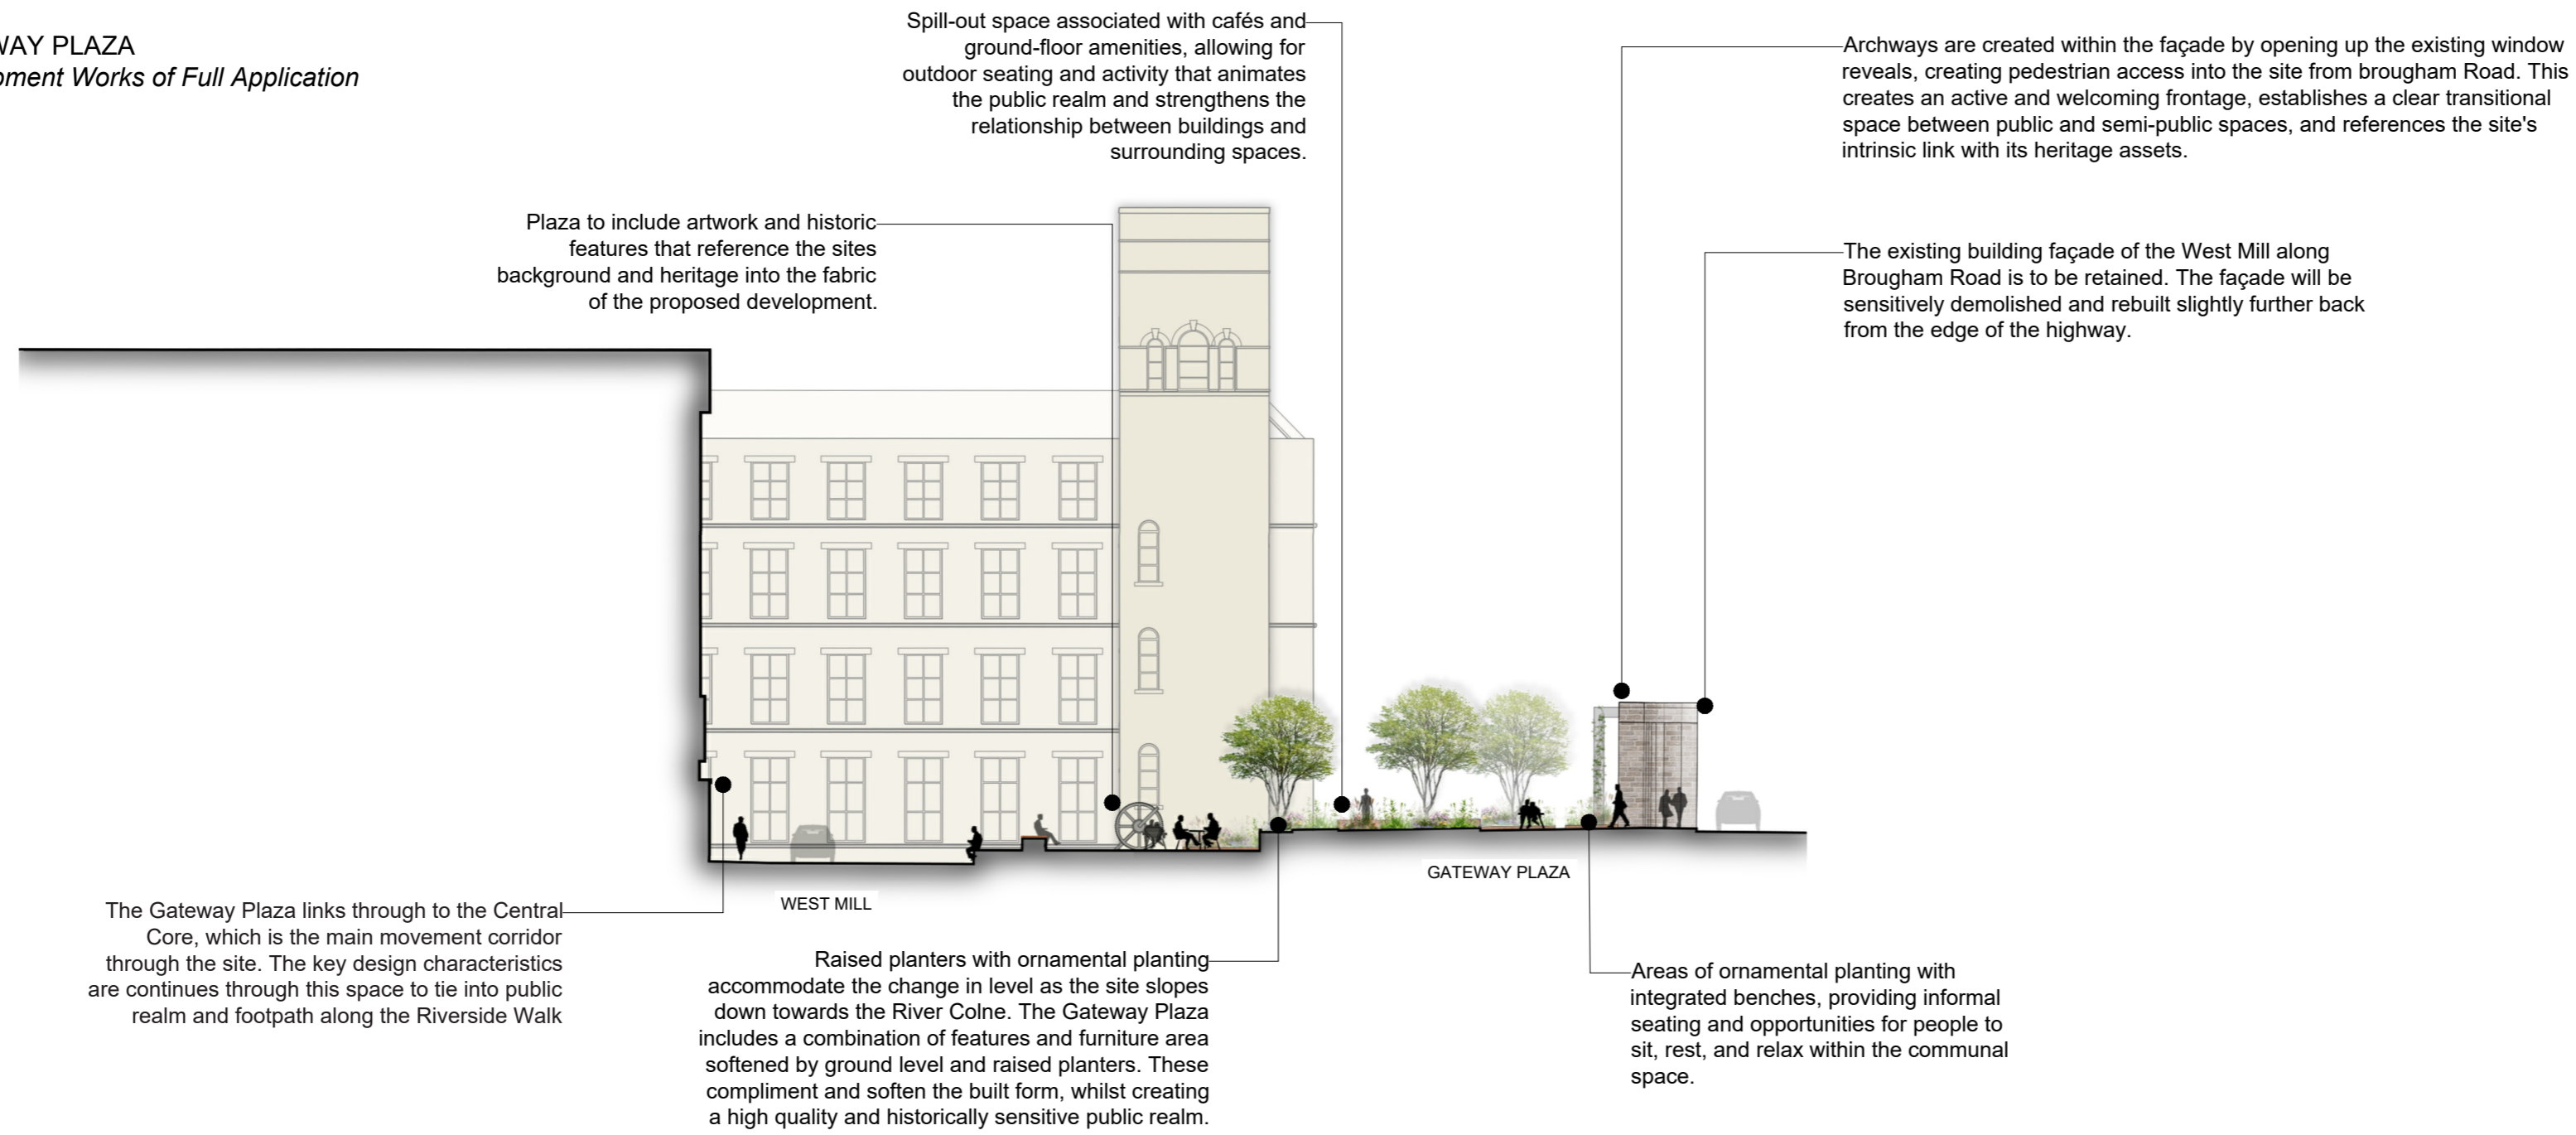 WAY PLAZA
pment Works of Full Application
Spill-out space associated with cafés and
ground-floor amenities, allowing for
outdoor seating and activity that animates
the public realm and strengthens the
relationship between buildings and
surrounding spaces.
Archways are created within the façade by opening up the existing window
reveals, creating pedestrian access into the site from brougham Road. This
creates an active and welcoming frontage, establishes a clear transitional
space between public and semi-public spaces, and references the site's
intrinsic link with its heritage assets.
Plaza to include artwork and historic
features that reference the sites
background and heritage into the fabric
of the proposed development.
The existing building façade of the West Mill along
Brougham Road is to be retained. The façade will be
sensitively demolished and rebuilt slightly further back
from the edge of the highway.
GATEWAY PLAZA
WEST MILL
The Gateway Plaza links through to the Central
Core, which is the main movement corridor
through the site. The key design characteristics
are continues through this space to tie into public
realm and footpath along the Riverside Walk
Raised planters with ornamental planting
accommodate the change in level as the site slopes
down towards the River Colne. The Gateway Plaza
includes a combination of features and furniture area
softened by ground level and raised planters. These
compliment and soften the built form, whilst creating
a high quality and historically sensitive public realm.
Areas of ornamental planting with
integrated benches, providing informal
seating and opportunities for people to
sit, rest, and relax within the communal
space.